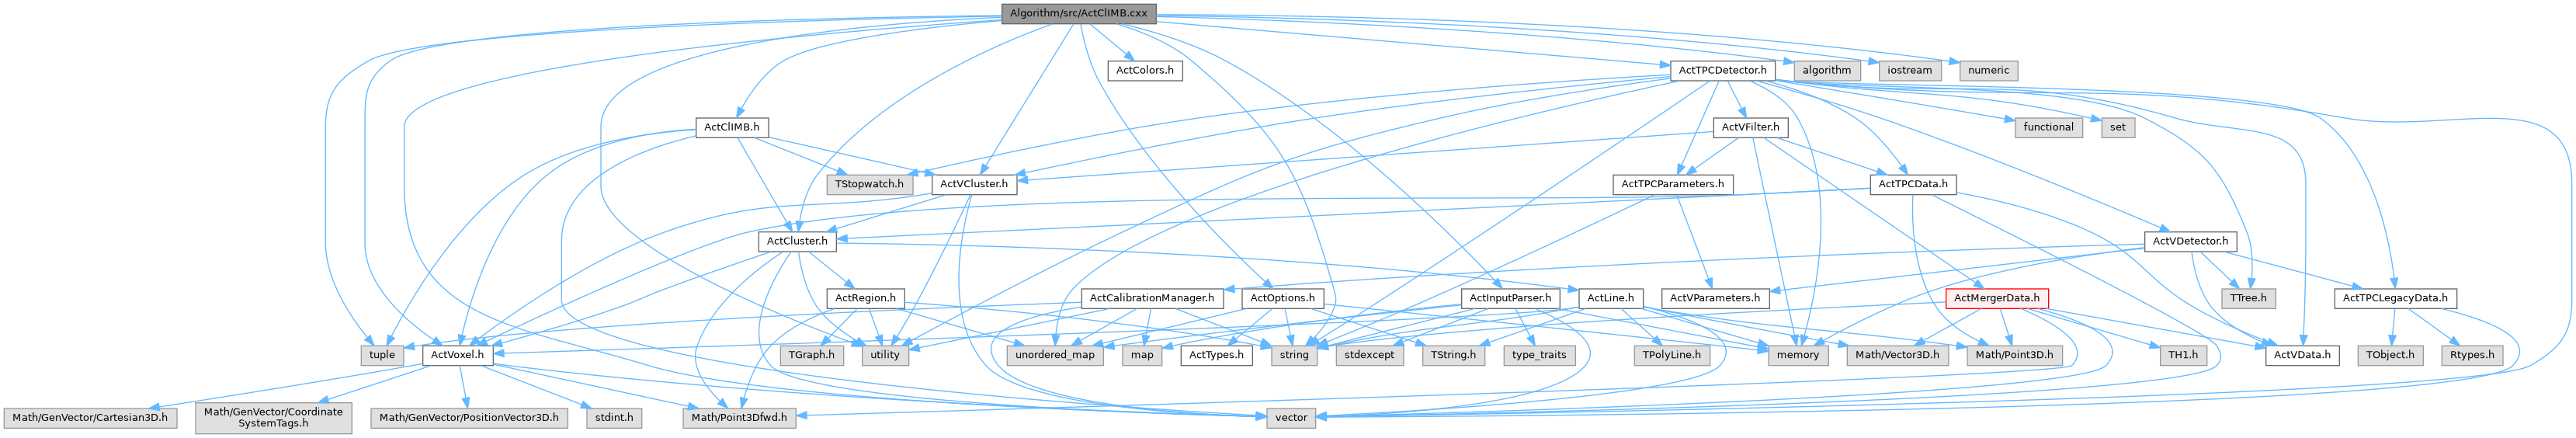 Algorithm/src/ActClIMB.cxx
ActColors.h
ActTPCDetector.h
algorithm
iostream
numeric
ActClIMB.h
ActVFilter.h
functional
set
TStopwatch.h
ActVCluster.h
ActTPCParameters.h
ActTPCData.h
ActCluster.h
ActVDetector.h
ActRegion.h
ActCalibrationManager.h
ActOptions.h
ActInputParser.h
ActLine.h
ActVParameters.h
ActMergerData.h
TTree.h
ActTPCLegacyData.h
tuple
ActVoxel.h
TGraph.h
utility
unordered_map
map
ActTypes.h
string
stdexcept
TString.h
type_traits
TPolyLine.h
memory
Math/Vector3D.h
Math/Point3D.h
TH1.h
ActVData.h
TObject.h
Rtypes.h
Math/GenVector/Cartesian3D.h
Math/GenVector/Coordinate
SystemTags.h
Math/GenVector/PositionVector3D.h
stdint.h
Math/Point3Dfwd.h
vector